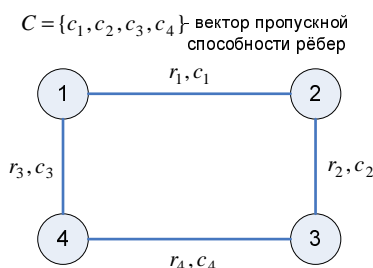 C = {c₁, c₂, c₃, c₄}- вектор пропускной
способности рёбер
r₁, c₁
1
2
r₃, c₃
r₂, c₂
4
3
r₄, c₄